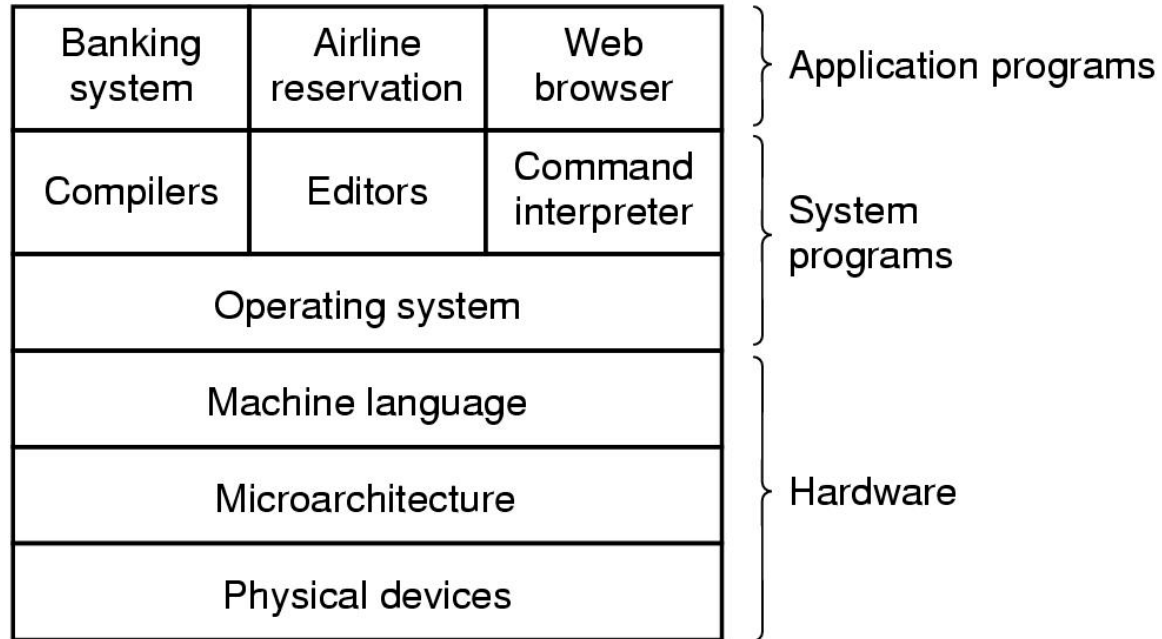 Banking
system
Airline
reservation
Web
browser
Application programs
Compilers
Editors
Command
interpreter
System
programs
Operating system
Machine language
Microarchitecture
Hardware
Physical devices